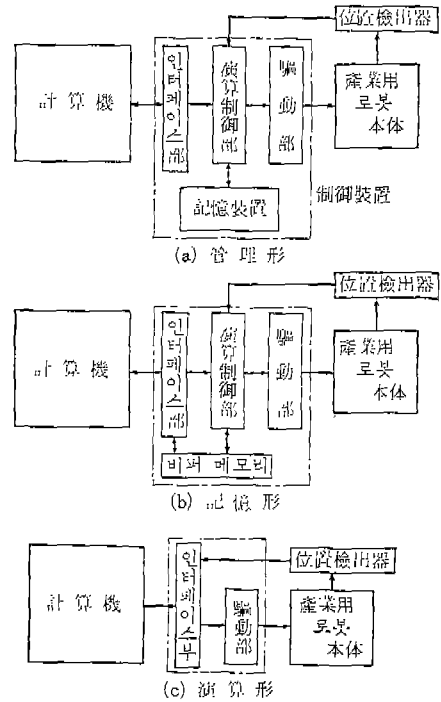 位置檢出器
計算機
인터페이스部
演算制御部
驅動部
産業用
로봇
本体
記憶裝置
制御裝置
(a) 管理形
位置檢出器
計算機
인터페이스部
演算制御部
驅動部
産業用
로봇
本体
버퍼 메모리
(b) 記憶形
位置檢出器
計算機
인터페이스부
驅動部
産業用
로봇
本体
(c) 演算形